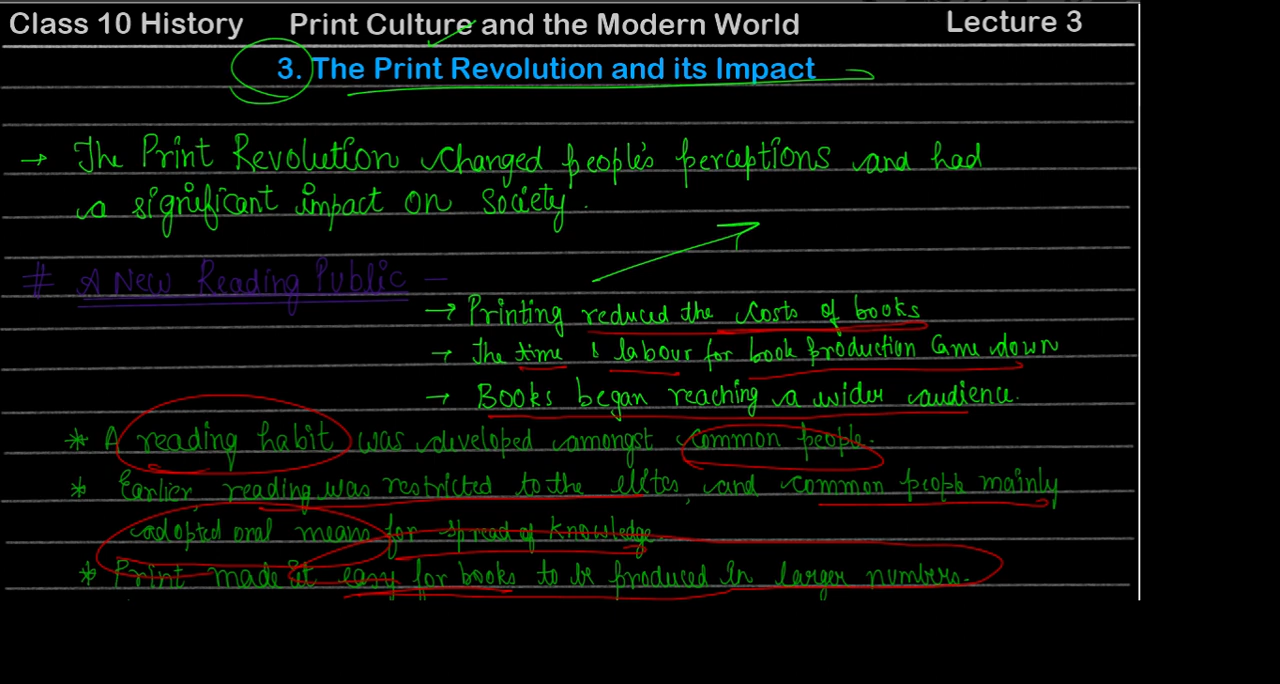 Class 10 History Print Culture and the Modern World Lecture 3
3. The Print Revolution and its Impact
→ The Print Revolution changed people's perceptions and had
a significant impact on society.
# A New Reading Public —
→ Printing reduced the costs of books
→ The time & labour for book production came down
→ Books began reaching a wider audience.
* A reading habit was developed amongst common people.
* Earlier, reading was restricted to the elites, and common people mainly
adopted oral means for spread of knowledge
* Print made it easy for books to be produced in larger numbers.